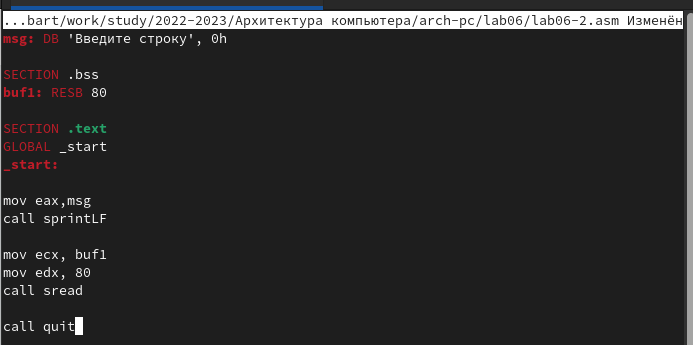 ...bart/work/study/2022-2023/Архитектура компьютера/arch-pc/lab06/lab06-2.asm Изменён
msg: DB 'Введите строку', 0h
SECTION .bss
buf1: RESB 80
SECTION .text
GLOBAL _start
_start:
mov eax,msg
call sprintLF
mov ecx, buf1
mov edx, 80
call sread
call quit